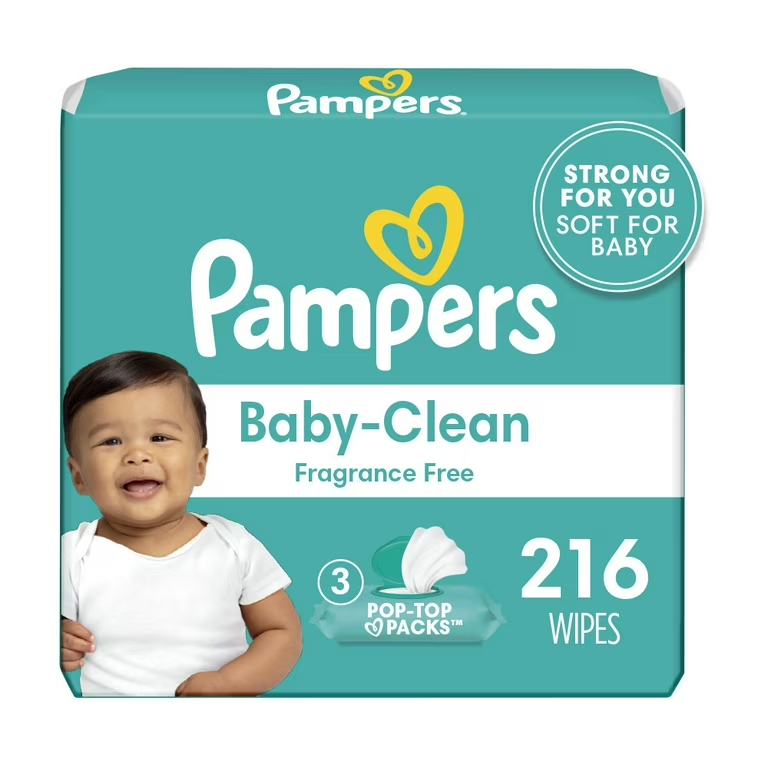 Pampers®
STRONG
FOR YOU
SOFT FOR
BABY
Pampers
Baby-Clean
Fragrance Free
3
POP-TOP
PACKS™
216
WIPES